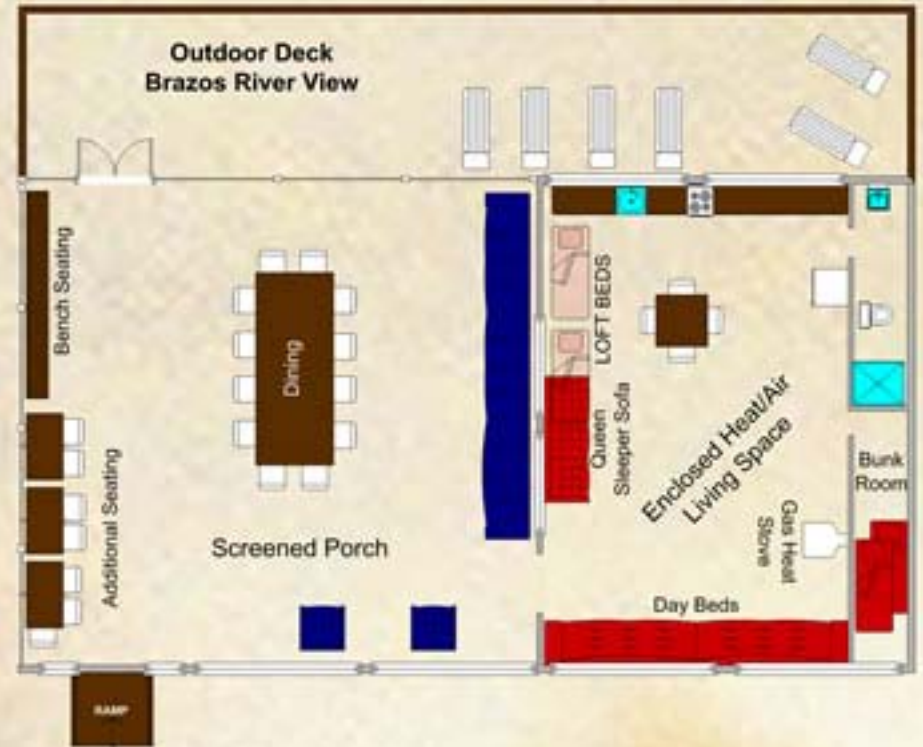 Outdoor Deck
Brazos River View
Bench Seating
Dining
LOFT BEDS
Queen
Sleeper Sofa
Enclosed Heat/Air
Living Space
Bunk
Room
Additional Seating
Screened Porch
Gas Heat
Stove
Day Beds
RAMP